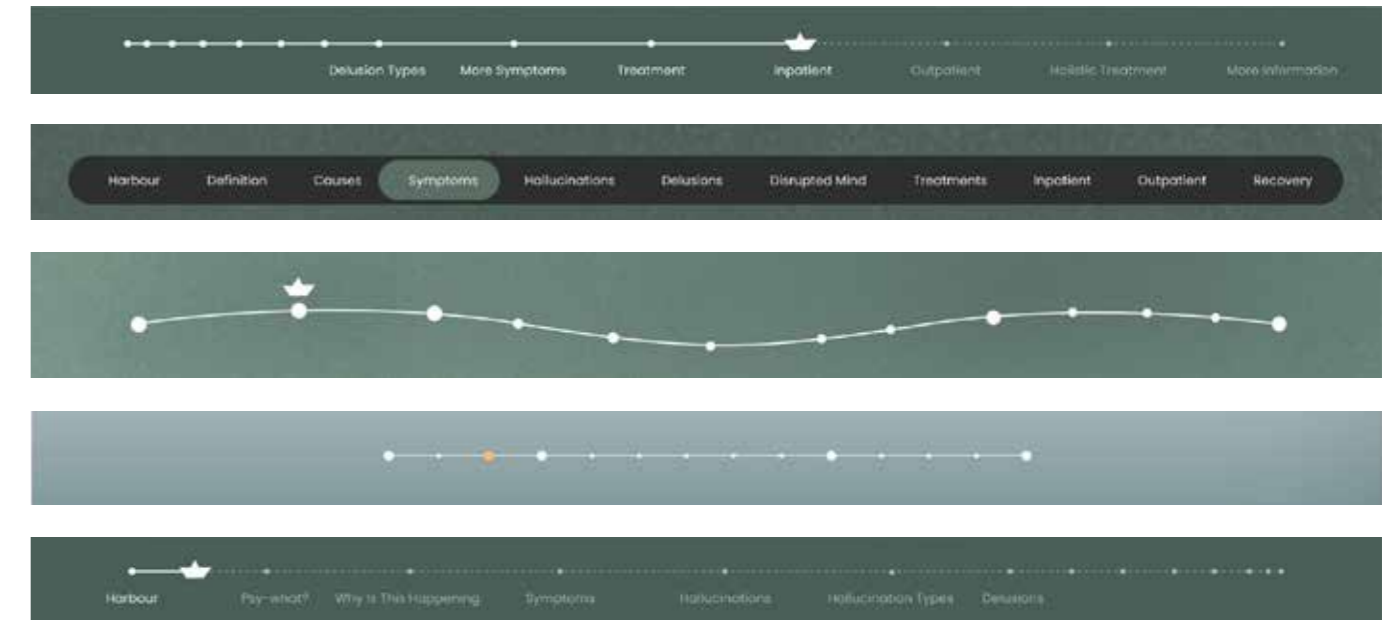 Delusion Types More Symptoms Treatment Inpatient Outpatient Holistic Treatment More Information
Harbour Definition Causes Symptoms Hallucinations Delusions Disrupted Mind Treatments Inpatient Outpatient Recovery
Harbour Psy-what? Why Is This Happening Symptoms Hallucinations Hallucination Types Delusions